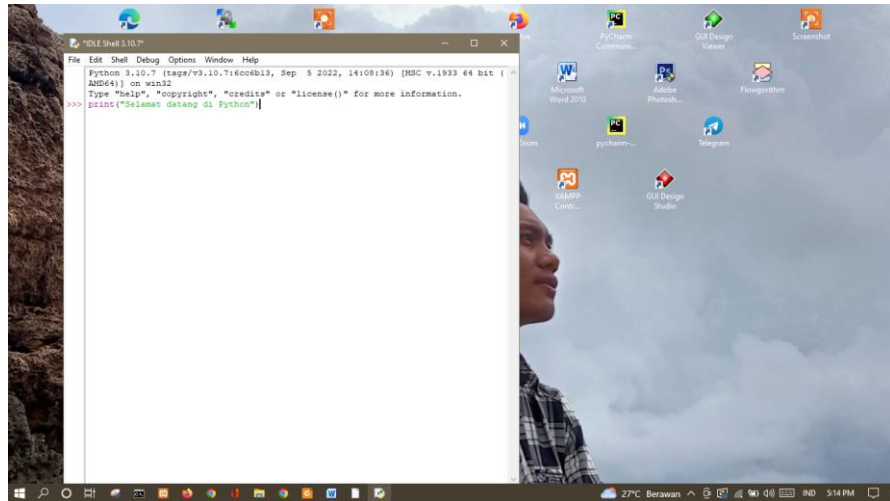 *IDLE Shell 3.10.7*
File Edit Shell Debug Options Window Help
Python 3.10.7 (tags/v3.10.7:6cc6b13, Sep 5 2022, 14:08:36) [MSC v.1933 64 bit (
AMD64)] on win32
Type "help", "copyright", "credits" or "license()" for more information.
>>> print("Selamat datang di Python")
PyCharm
Communi...
GUI Design
Viewer
Screenshot
Microsoft
Word 2010
Adobe
Photosh...
Flowgorithm
Zoom
pycharm-...
Telegram
XAMPP
Contr...
GUI Design
Studio
27°C Berawan
IND
5:14 PM